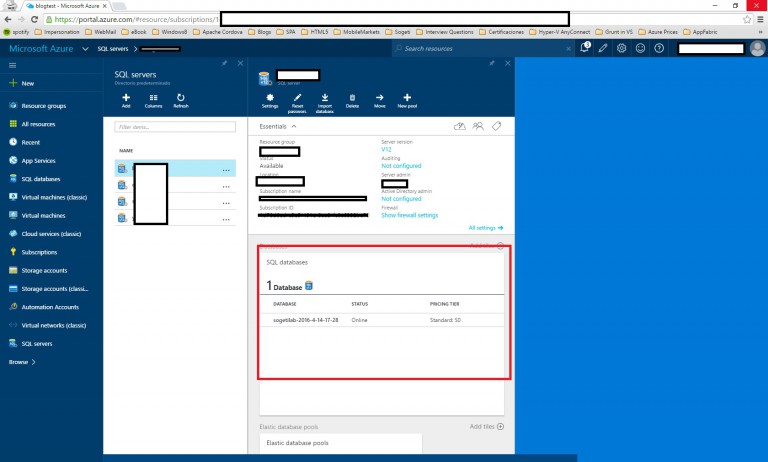 blogtest - Microsoft Az
https://portal.azure.com/#resource/subscriptions/1
spotify Impersonation WebMail eBook Windows8 Apache Cordova Blogs SPA HTML5 MobileMarkets Sogeti Interview Questions Certificaciones Hyper-V AnyConnect Grunt in VS Azure Prices AppFabric
Microsoft Azure SQL servers
Search resources
New
Resource groups
All resources
Recent
App Services
SQL databases
Virtual machines (classic)
Virtual machines
Cloud services (classic)
Subscriptions
Storage accounts
Storage accounts (classi...
Automation Accounts
Virtual networks (classic)
SQL servers
Browse >
SQL servers
Directorio predeterminado
Add Columns Refresh
Filter items...
NAME
SQL server
Settings Reset password. Import database Delete Move New pool
Essentials
Resource group
Status
Available
Location
Subscription name
Subscription ID
Server version
V12
Auditing
Not configured
Server admin
Active Directory admin
Not configured
Firewall
Show firewall settings
All settings
Add tiles
SQL databases
1 Database
DATABASE STATUS PRICING TIER
sogetilab-2016-4-14-17-28 Online Standard: S0
Elastic database pools Add tiles
Elastic database pools